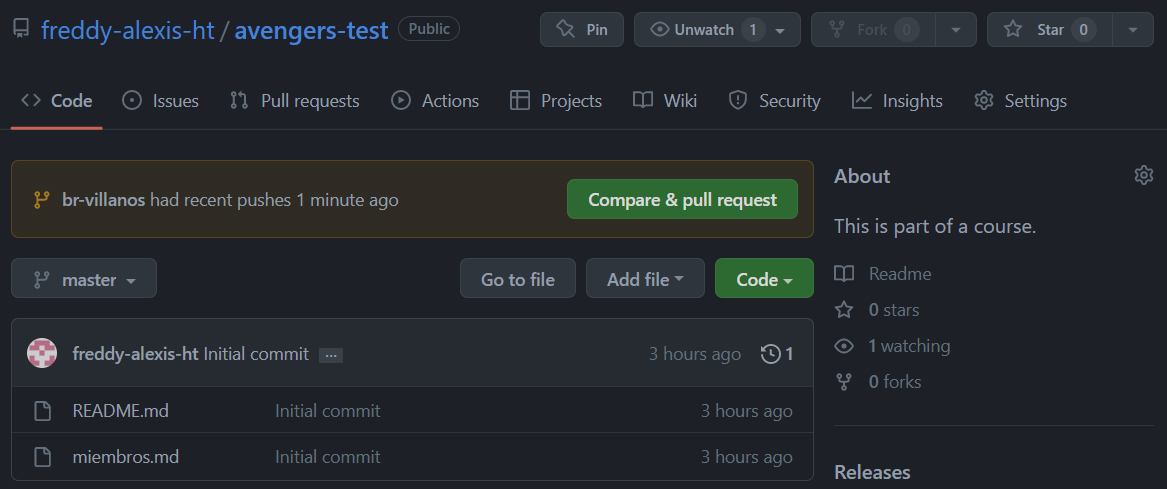 freddy-alexis-ht / avengers-test Public Pin Unwatch 1 Fork 0 Star 0
Code Issues Pull requests Actions Projects Wiki Security Insights Settings
br-villanos had recent pushes 1 minute ago Compare & pull request
master Go to file Add file Code
freddy-alexis-ht Initial commit ... 3 hours ago 1
README.md Initial commit 3 hours ago
miembros.md Initial commit 3 hours ago
About
This is part of a course.
Readme
0 stars
1 watching
0 forks
Releases